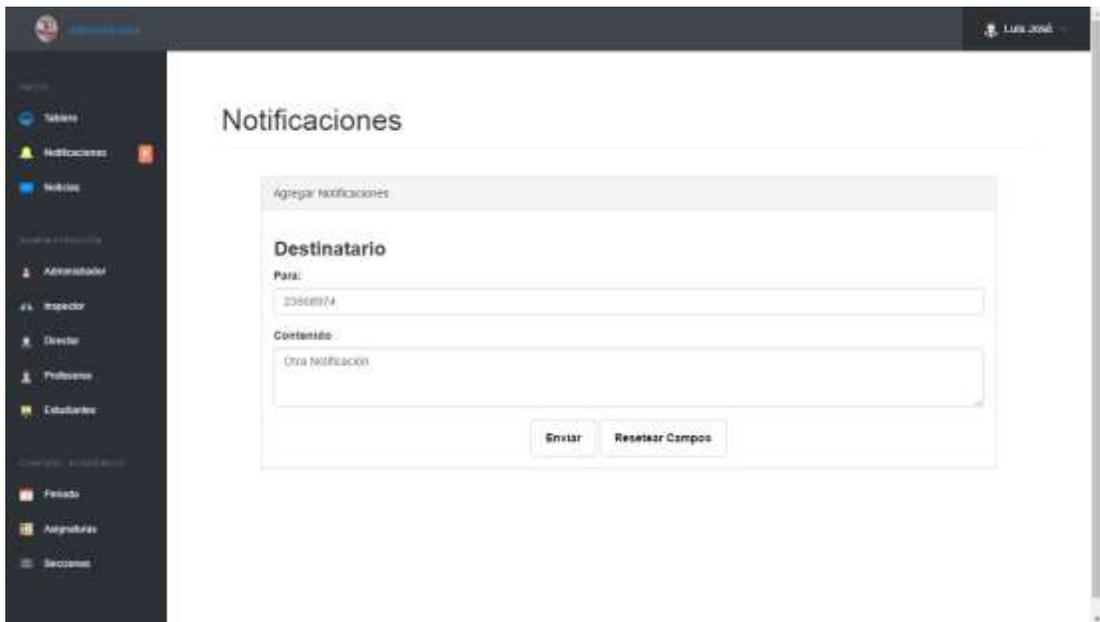 Luis José
Tablero
Notificaciones
Noticias
ADMINISTRACIÓN
Administrador
Inspector
Director
Profesores
Estudiantes
Periodo
Asignaturas
Secciones
Notificaciones
Agregar Notificaciones
Destinatario
Para:
Contenido
Otra Notificación
Enviar
Resetear Campos